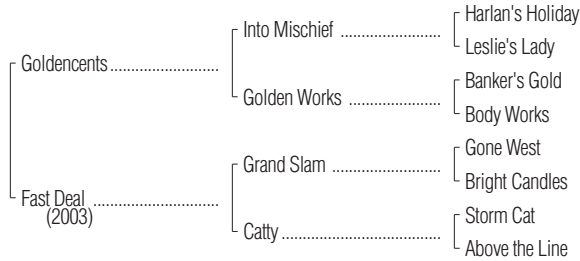 Harlan's Holiday
Into Mischief ....................
Leslie's Lady
Goldencents ......................
Banker's Gold
Golden Works ....................
Body Works
Gone West
Grand Slam ......................
Bright Candles
Fast Deal .........................
(2003)
Storm Cat
Catty ................................
Above the Line